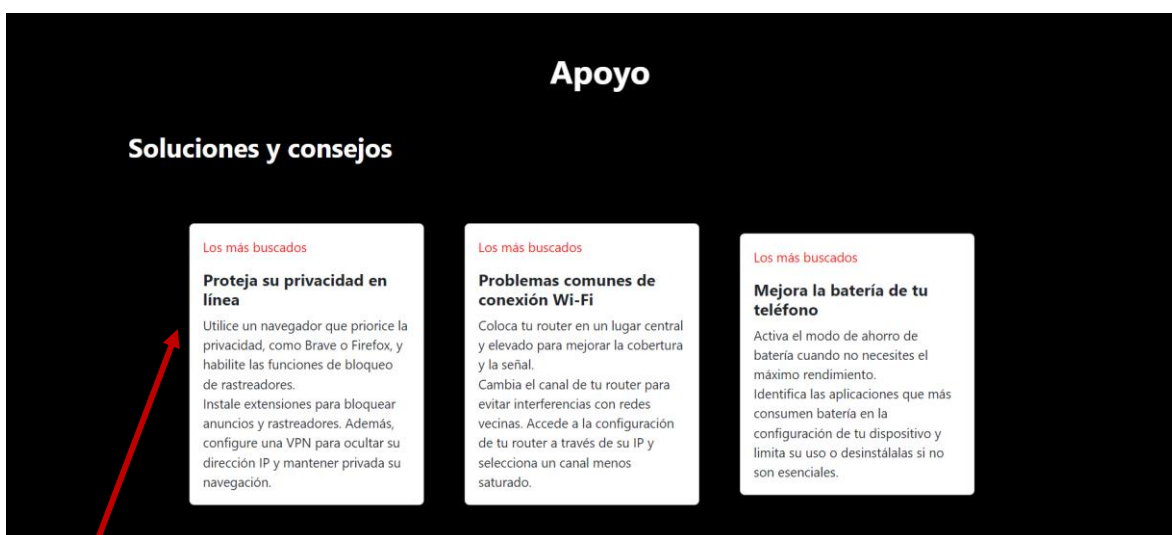 Apoyo
Soluciones y consejos
Los más buscados
Proteja su privacidad en
línea
Utilice un navegador que priorice la
privacidad, como Brave o Firefox, y
habilite las funciones de bloqueo
de rastreadores.
Instale extensiones para bloquear
anuncios y rastreadores. Además,
configure una VPN para ocultar su
dirección IP y mantener privada su
navegación.
Los más buscados
Problemas comunes de
conexión Wi-Fi
Coloca tu router en un lugar central
y elevado para mejorar la cobertura
y la señal.
Cambia el canal de tu router para
evitar interferencias con redes
vecinas. Accede a la configuración
de tu router a través de su IP y
selecciona un canal menos
saturado.
Los más buscados
Mejora la batería de tu
teléfono
Activa el modo de ahorro de
batería cuando no necesites el
máximo rendimiento.
Identifica las aplicaciones que más
consumen batería en la
configuración de tu dispositivo y
limita su uso o desinstálalas si no
son esenciales.